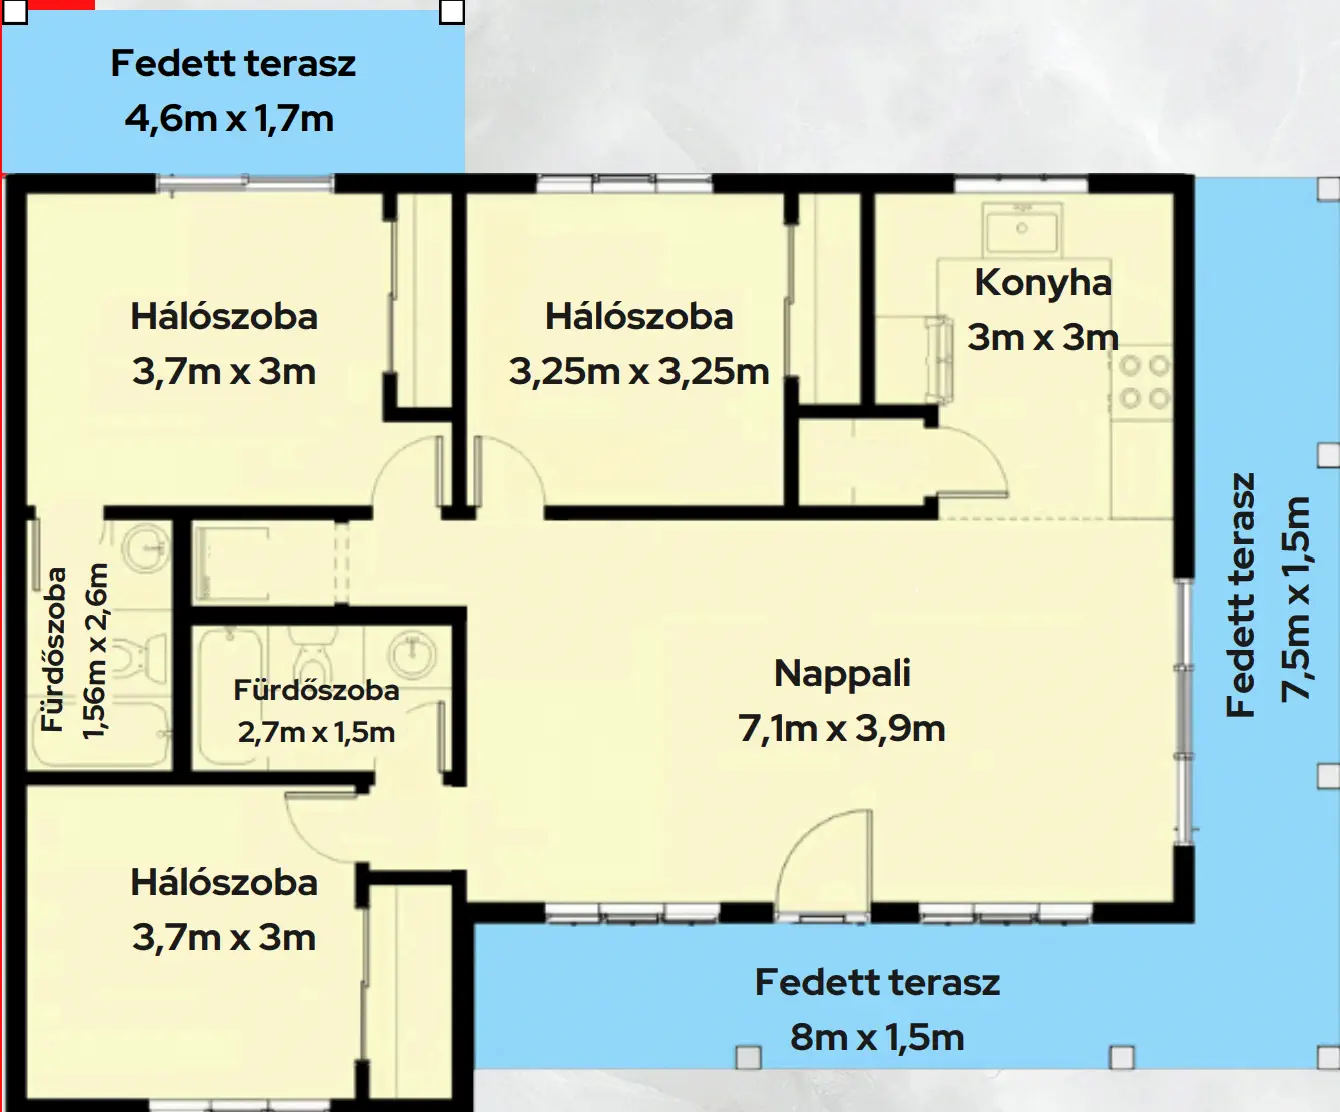 Fedett terasz
4,6m x 1,7m
Hálószoba
3,7m x 3m
Hálószoba
3,25m x 3,25m
Konyha
3m x 3m
Fürdőszoba
1,56m x 2,6m
Fürdőszoba
2,7m x 1,5m
Nappali
7,1m x 3,9m
Fedett terasz
7,5m x 1,5m
Hálószoba
3,7m x 3m
Fedett terasz
8m x 1,5m